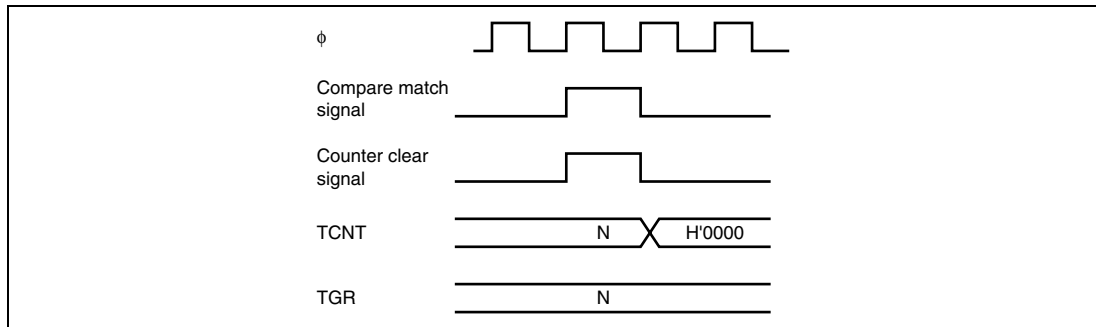 ϕ
Compare match
signal
Counter clear
signal
TCNT
N
H'0000
TGR
N